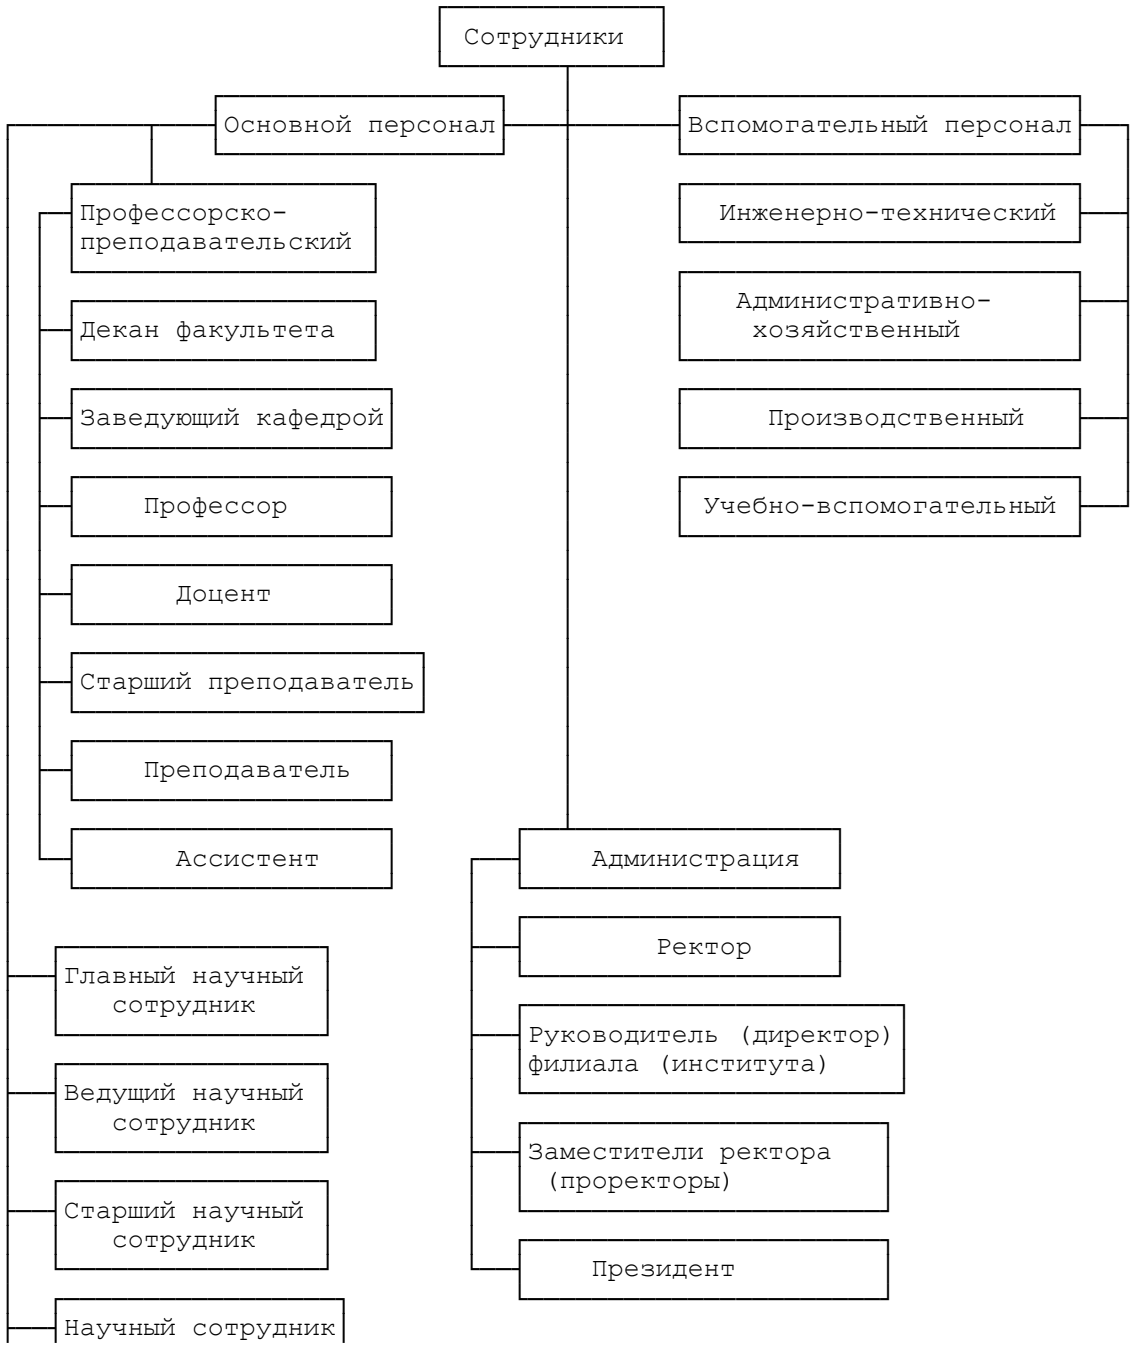 Сотрудники
Основной персонал
Вспомогательный персонал
Профессорско-
преподавательский
Декан факультета
Заведующий кафедрой
Профессор
Доцент
Старший преподаватель
Преподаватель
Ассистент
Главный научный
сотрудник
Ведущий научный
сотрудник
Старший научный
сотрудник
Научный сотрудник
Инженерно-технический
Административно-
хозяйственный
Производственный
Учебно-вспомогательный
Администрация
Ректор
Руководитель (директор)
филиала (института)
Заместители ректора
(проректоры)
Президент